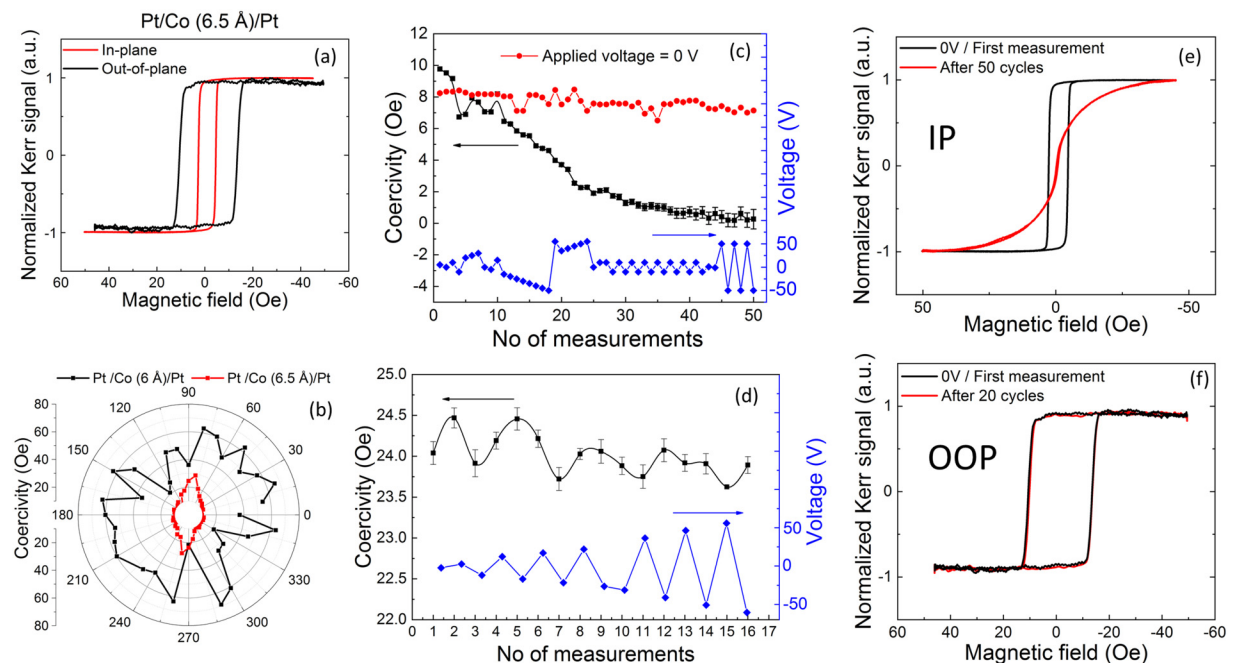 Pt/Co (6.5 Å)/Pt
(a)
In-plane
Out-of-plane
Normalized Kerr signal (a.u.)
1
0
-1
60 40 20 0 -20 -40 -60
Magnetic field (Oe)
(b)
Pt /Co (6 Å)/Pt
Pt /Co (6.5 Å)/Pt
Coercivity (Oe)
80
60
40
20
0
20
40
60
80
0
30
60
90
120
150
180
210
240
270
300
330
(c)
Applied voltage = 0 V
Coercivity (Oe)
12
10
8
6
4
2
0
-2
-4
Voltage (V)
50
0
-50
0 10 20 30 40 50
No of measurements
(d)
Coercivity (Oe)
25.0
24.5
24.0
23.5
23.0
22.5
22.0
Voltage (V)
50
0
-50
0 1 2 3 4 5 6 7 8 9 10 11 12 13 14 15 16 17
No of measurements
(e)
0V / First measurement
After 50 cycles
IP
Normalized Kerr signal (a.u.)
1
0
-1
50 0 -50
Magnetic field (Oe)
(f)
0V / First measurement
After 20 cycles
OOP
Normalized Kerr signal (a.u.)
1
0
-1
60 40 20 0 -20 -40 -60
Magnetic field (Oe)